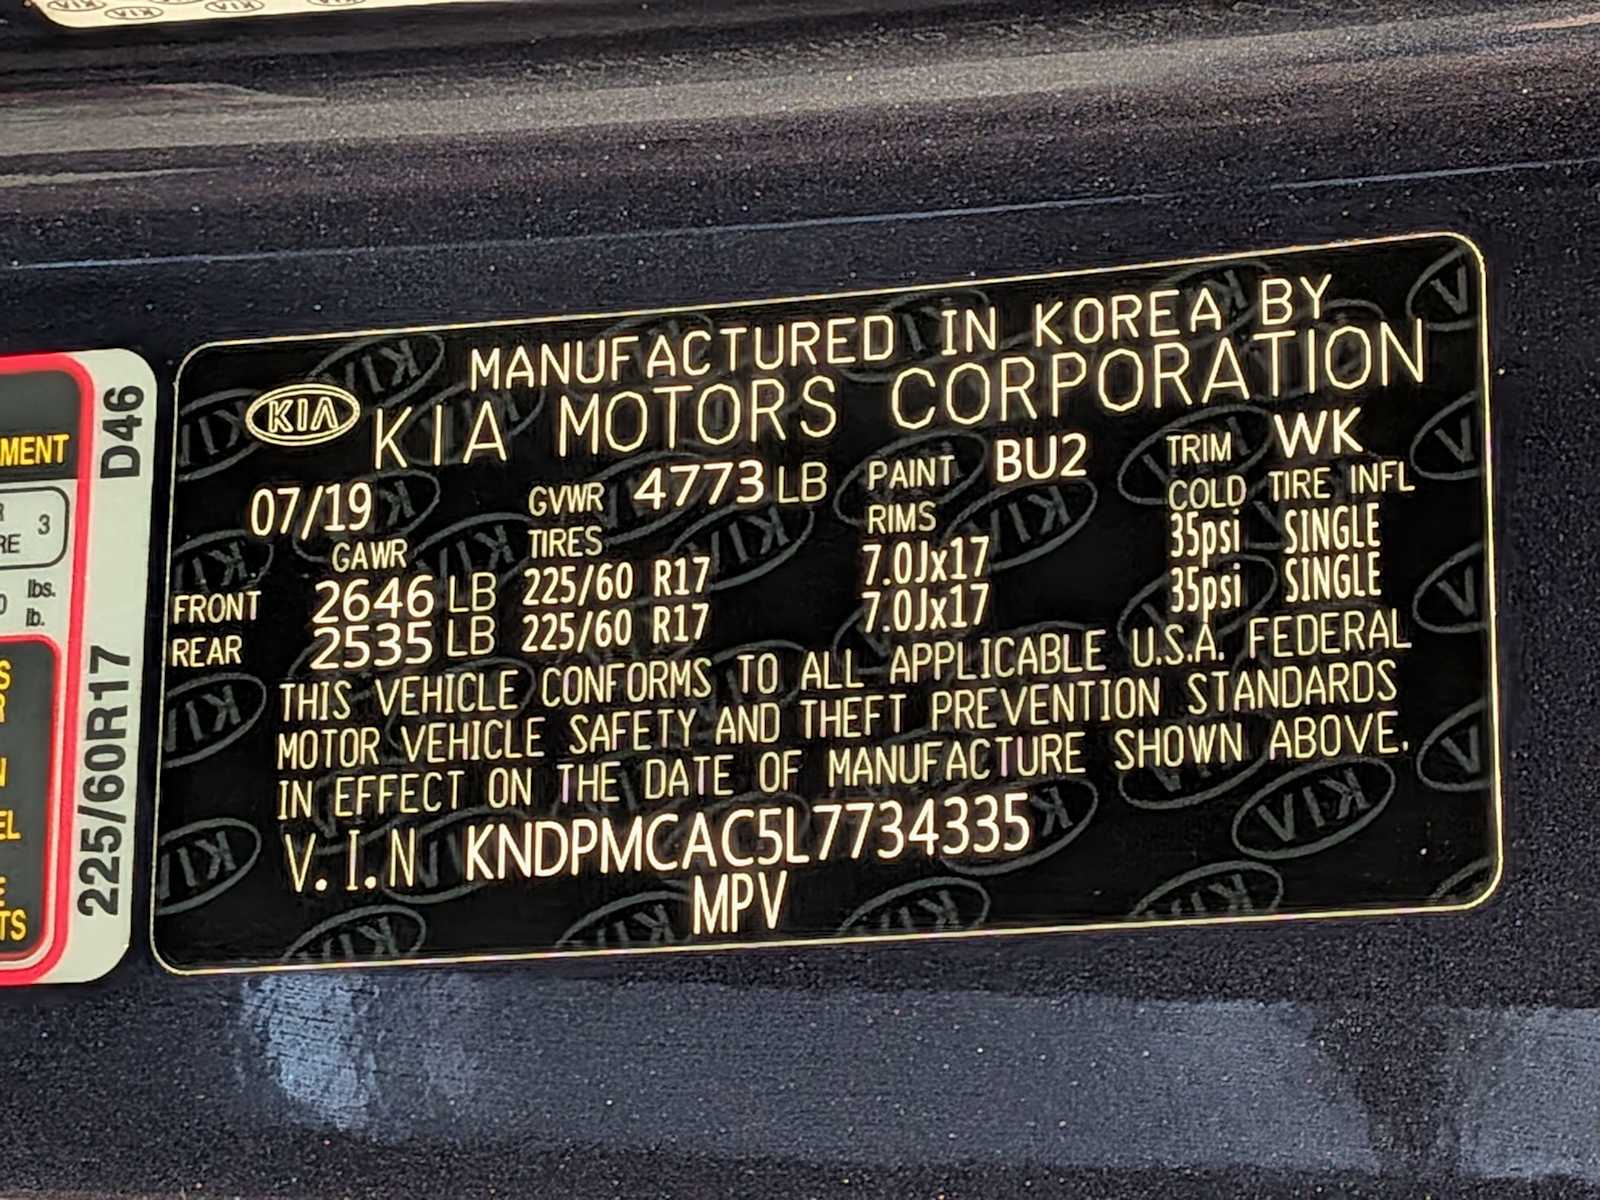 MANUFACTURED IN KOREA BY
KIA KIA MOTORS CORPORATION
07/19 GVWR 4773 LB PAINT BU2 TRIM WK
GAWR TIRES RIMS COLD TIRE INFL
FRONT 2646 LB 225/60 R17 7.0Jx17 35psi SINGLE
REAR 2535 LB 225/60 R17 7.0Jx17 35psi SINGLE
THIS VEHICLE CONFORMS TO ALL APPLICABLE U.S.A. FEDERAL
MOTOR VEHICLE SAFETY AND THEFT PREVENTION STANDARDS
IN EFFECT ON THE DATE OF MANUFACTURE SHOWN ABOVE.
V.I.N KNDPMCAC5L7734335
MPV
D46
225/60R17
3
lbs.
lb.